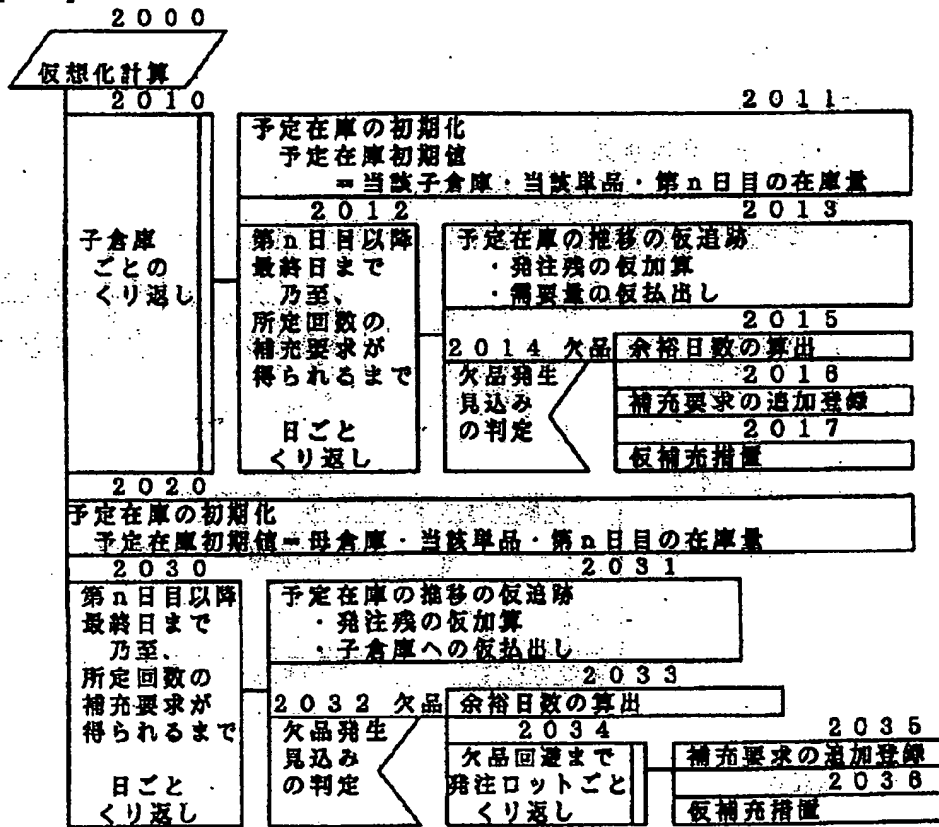 2000
仮想化計算
2010
子倉庫
ごとの
くり返し
2011
予定在庫の初期化
予定在庫初期値
=当該子倉庫・当該単品・第n日目の在庫量
2012
第n日目以降
最終日まで
乃至、
所定回数の
補充要求が
得られるまで
日ごと
くり返し
2013
予定在庫の推移の仮追跡
・発注残の仮加算
・需要量の仮払出し
2014 欠品
欠品発生
見込み
の判定
2015
余裕日数の算出
2016
補充要求の追加登録
2017
仮補充措置
2020
予定在庫の初期化
予定在庫初期値=母倉庫・当該単品・第n日目の在庫量
2030
第n日目以降
最終日まで
乃至、
所定回数の
補充要求が
得られるまで
日ごと
くり返し
2031
予定在庫の推移の仮追跡
・発注残の仮加算
・子倉庫への仮払出し
2032 欠品
欠品発生
見込み
の判定
2033
余裕日数の算出
2034
欠品回避まで
発注ロットごと
くり返し
2035
補充要求の追加登録
2036
仮補充措置